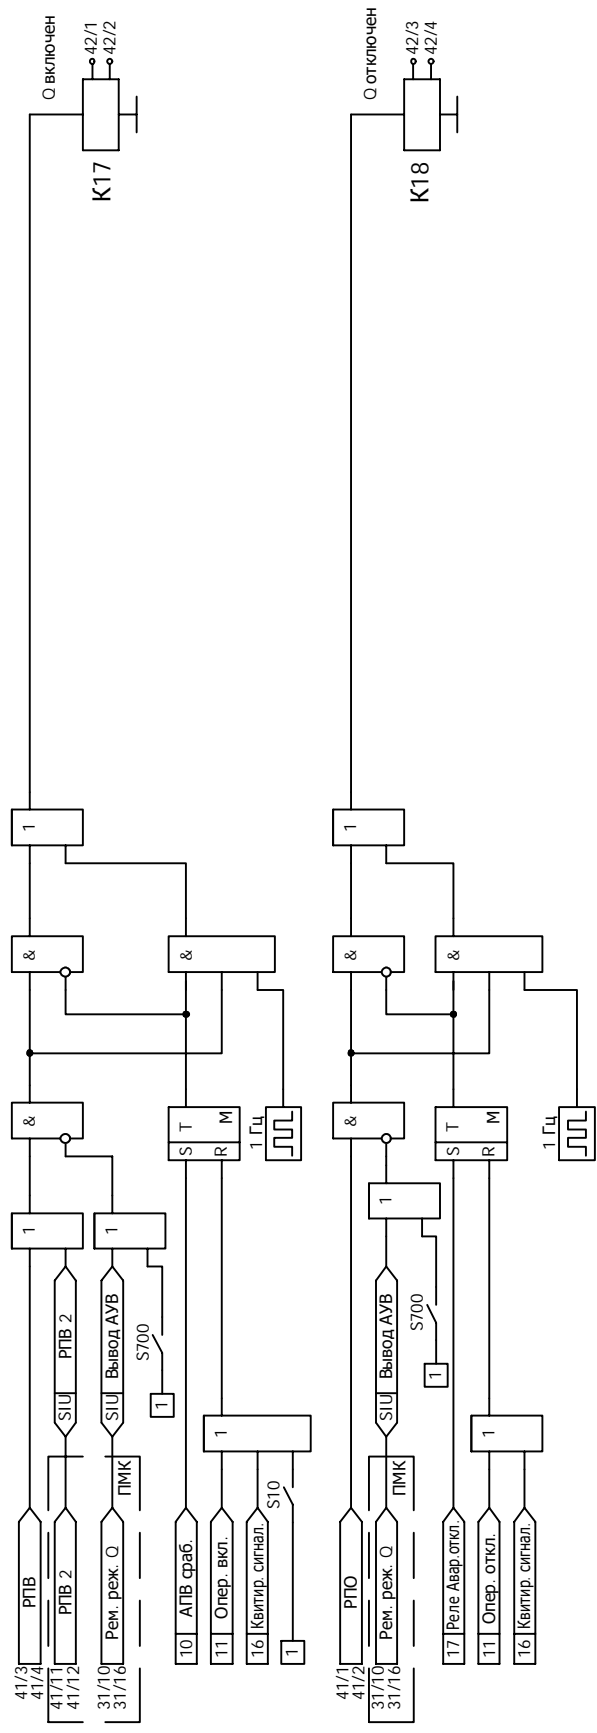 41/3
41/4
РПВ
41/11
41/12
РПВ 2
SIU
РПВ 2
1
&
&
1
Q включен
К17
42/1
42/2
31/10
31/16
Рем. реж. Q
ПМК
SIU
Вывод АУВ
1
S700
1
10
АПВ сраб.
S
T
R
M
&
11
Опер. вкл.
1
16
Квитир. сигнал.
S10
1
1 Гц
41/1
41/2
РПО
&
&
1
Q отключен
К18
42/3
42/4
31/10
31/16
Рем. реж. Q
ПМК
SIU
Вывод АУВ
1
S700
1
17
Реле Авар.откл.
S
T
R
M
&
11
Опер. откл.
1
16
Квитир. сигнал.
1 Гц